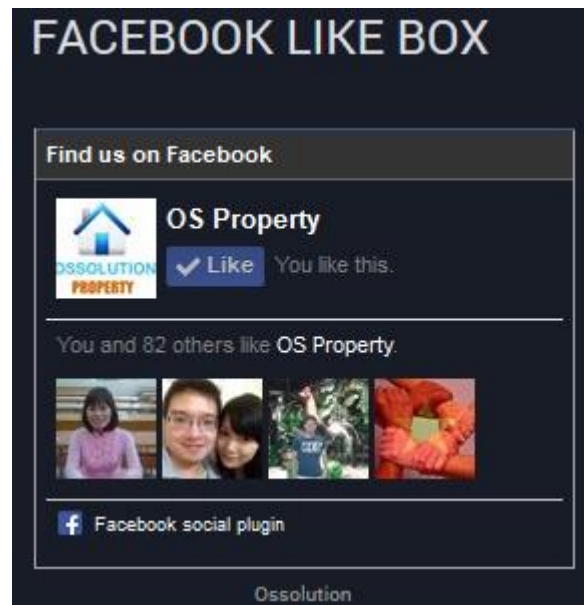 FACEBOOK LIKE BOX
Find us on Facebook
OSSOLUTION
PROPERTY
OS Property
Like You like this.
You and 82 others like OS Property.
Facebook social plugin
Ossolution